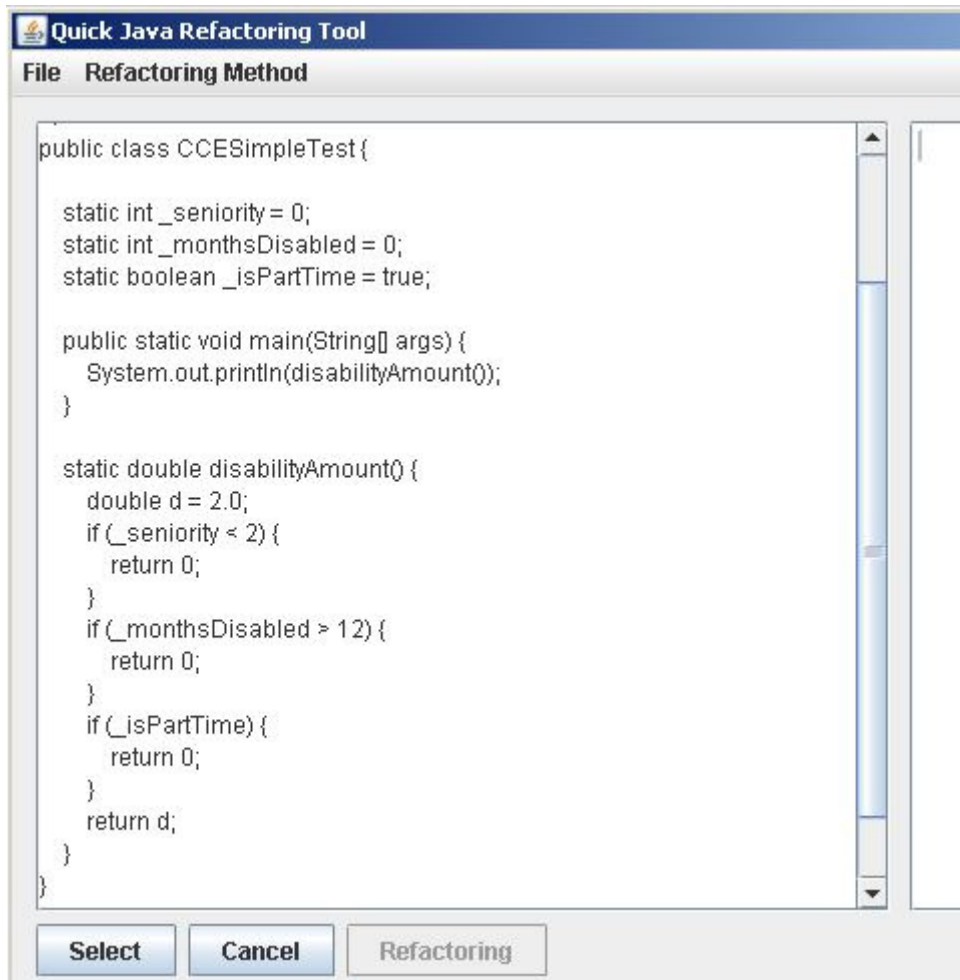 Quick Java Refactoring Tool
File Refactoring Method
public class CCESimpleTest {
static int _seniority = 0;
static int _monthsDisabled = 0;
static boolean _isPartTime = true;
public static void main(String[] args) {
System.out.println(disabilityAmount());
}
static double disabilityAmount() {
double d = 2.0;
if (_seniority < 2) {
return 0;
}
if (_monthsDisabled > 12) {
return 0;
}
if (_isPartTime) {
return 0;
}
return d;
}
}
Select Cancel Refactoring